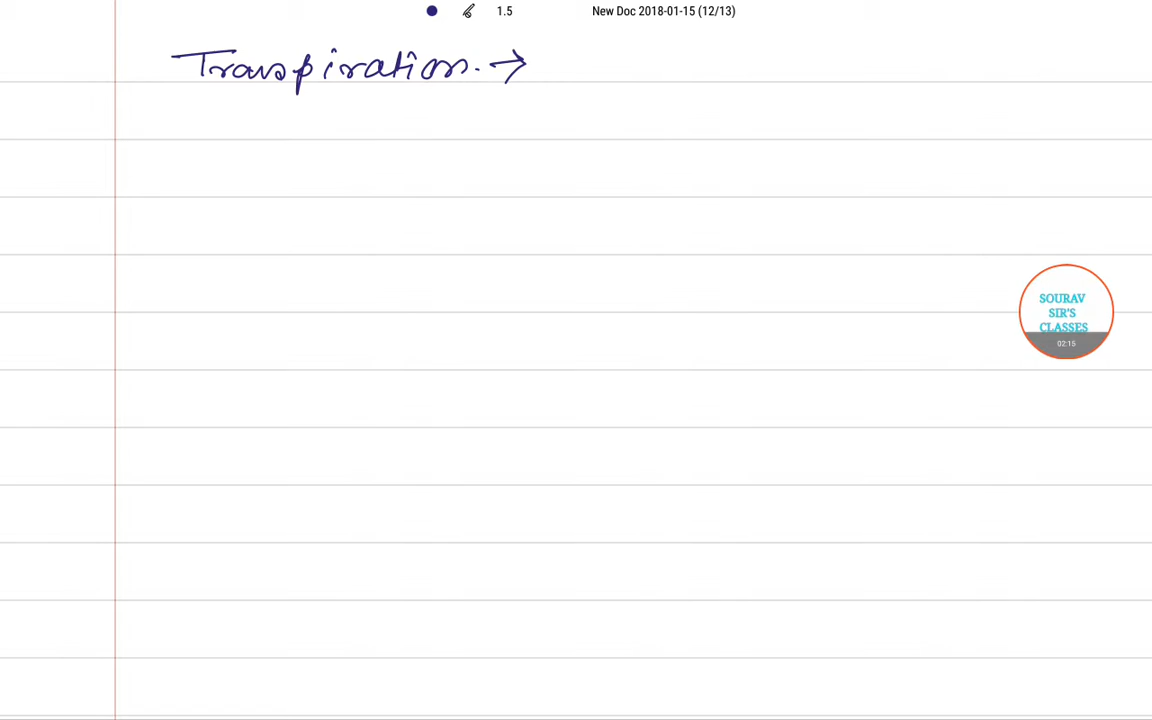 1.5 New Doc 2018-01-15 (12/13)
Transpiration. →
SOURAV
SIR'S
CLASSES
02:15